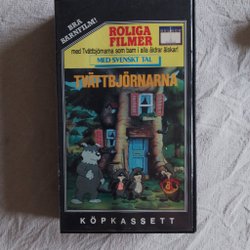 BRA
BARNFILM!
ROLIGA
FILMER
med Tvättbjörnarna som barn i alla åldrar älskar!
MED SVENSKT TAL
TVÄTTBJÖRNARNA
KÖPKASSETT